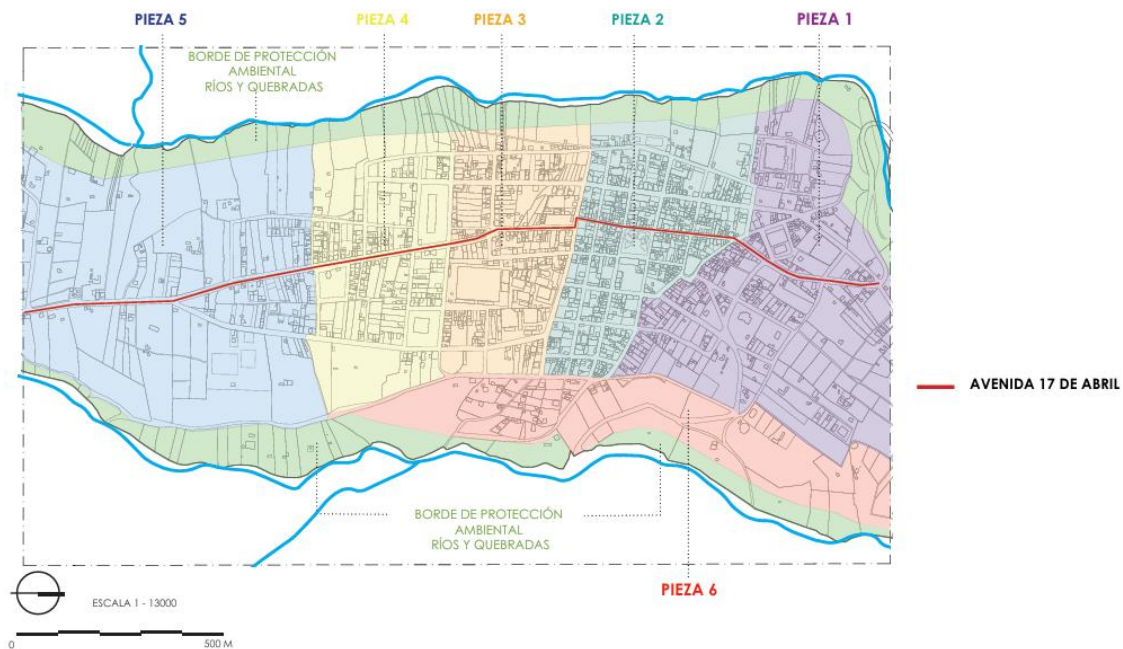 PIEZA 5
PIEZA 4
PIEZA 3
PIEZA 2
PIEZA 1
BORDE DE PROTECCIÓN
AMBIENTAL
RÍOS Y QUEBRADAS
AVENIDA 17 DE ABRIL
BORDE DE PROTECCIÓN
AMBIENTAL
RÍOS Y QUEBRADAS
PIEZA 6
ESCALA 1 - 13000
0
500 M